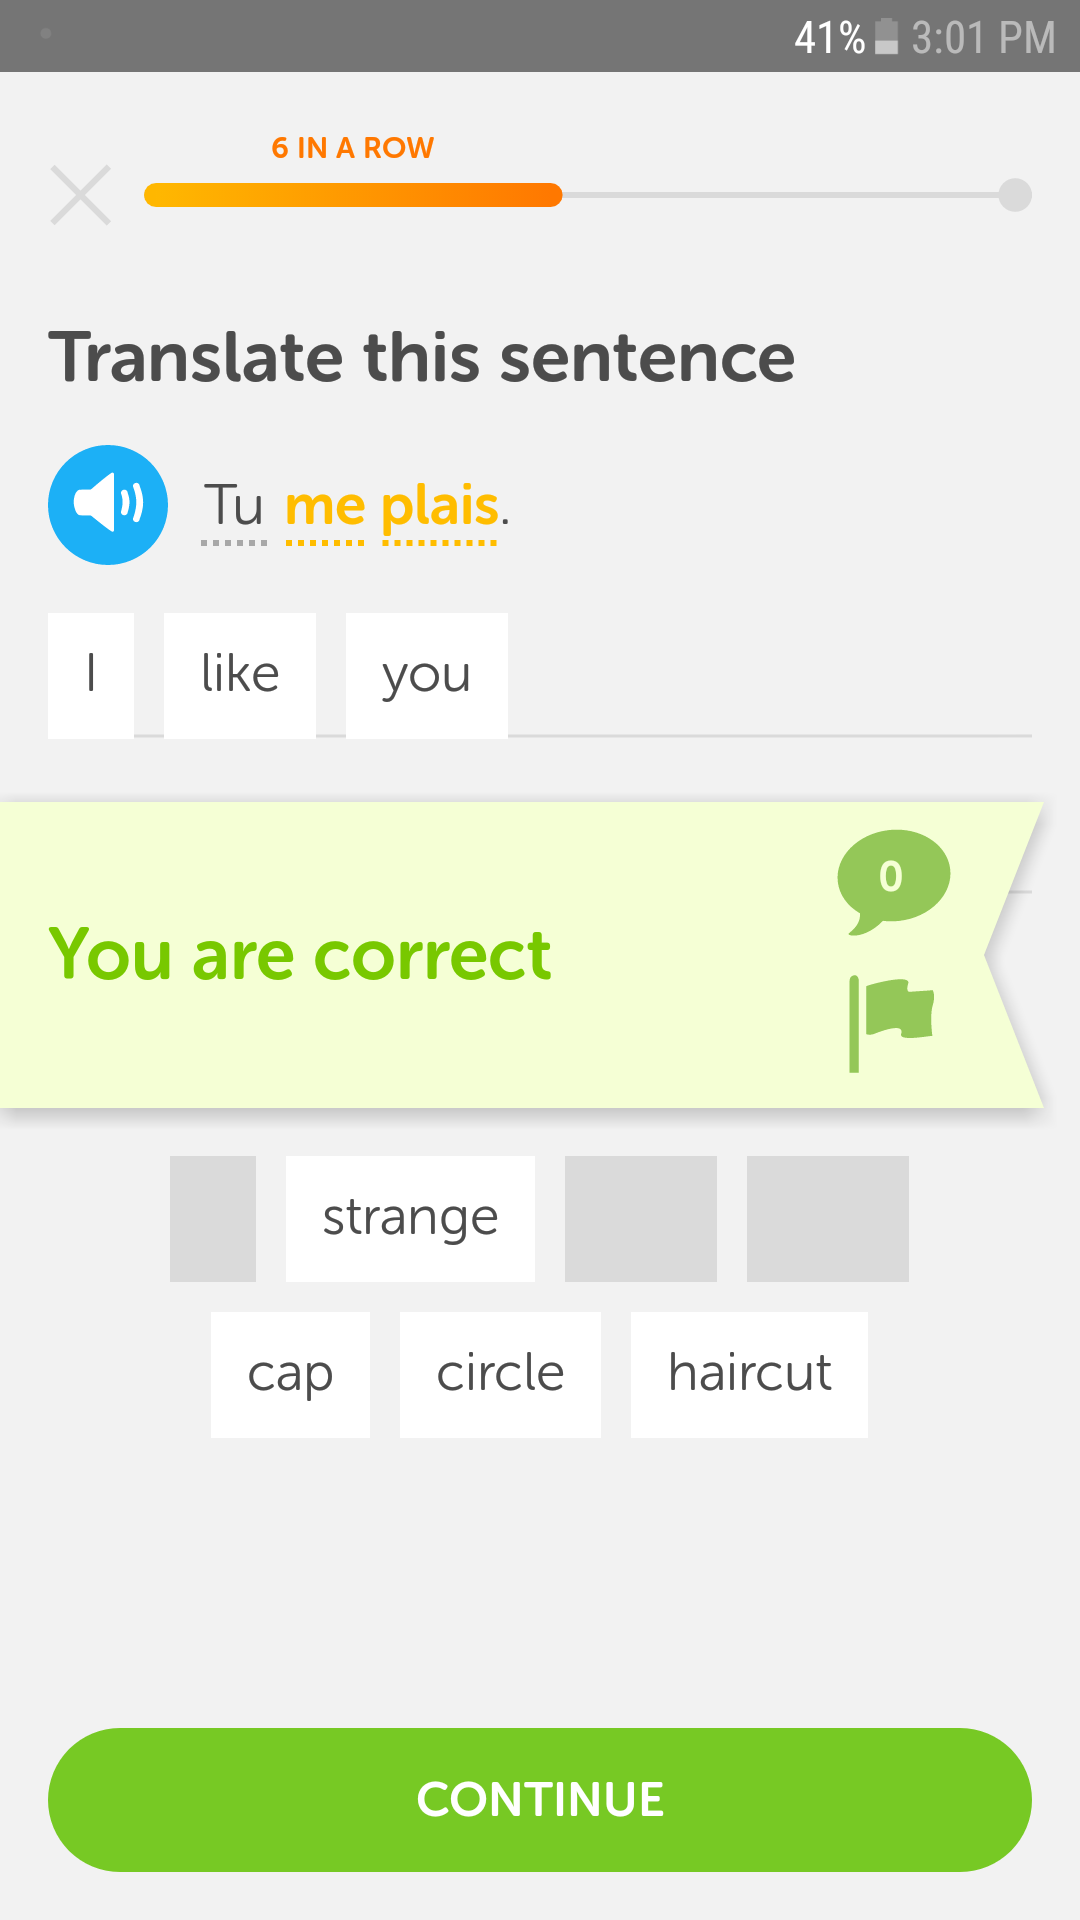 41% 3:01 PM
6 IN A ROW
Translate this sentence
Tu me plais.
I like you
0
You are correct
strange
cap circle haircut
CONTINUE